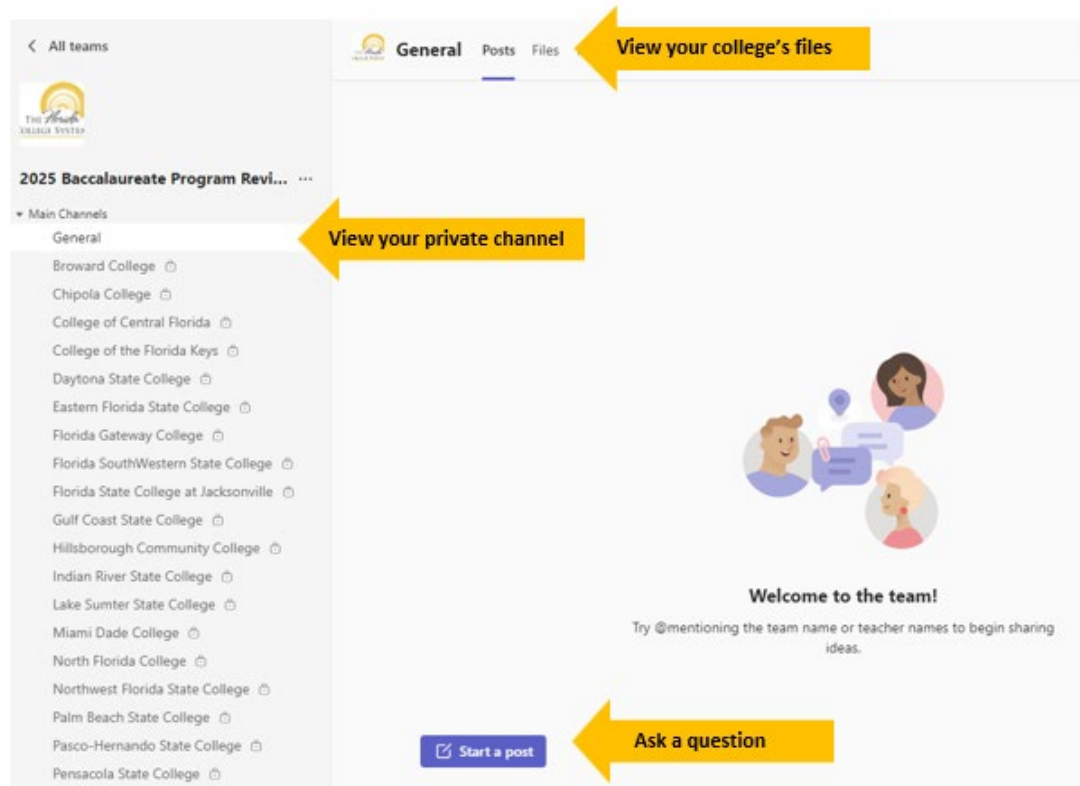 All teams
THE Florida
COLLEGE SYSTEM
2025 Baccalaureate Program Revi... ...
Main Channels
General
Broward College
Chipola College
College of Central Florida
College of the Florida Keys
Daytona State College
Eastern Florida State College
Florida Gateway College
Florida SouthWestern State College
Florida State College at Jacksonville
Gulf Coast State College
Hillsborough Community College
Indian River State College
Lake Sumter State College
Miami Dade College
North Florida College
Northwest Florida State College
Palm Beach State College
Pasco-Hernando State College
Pensacola State College
General Posts Files
View your college's files
View your private channel
Welcome to the team!
Try @mentioning the team name or teacher names to begin sharing
ideas.
Start a post
Ask a question